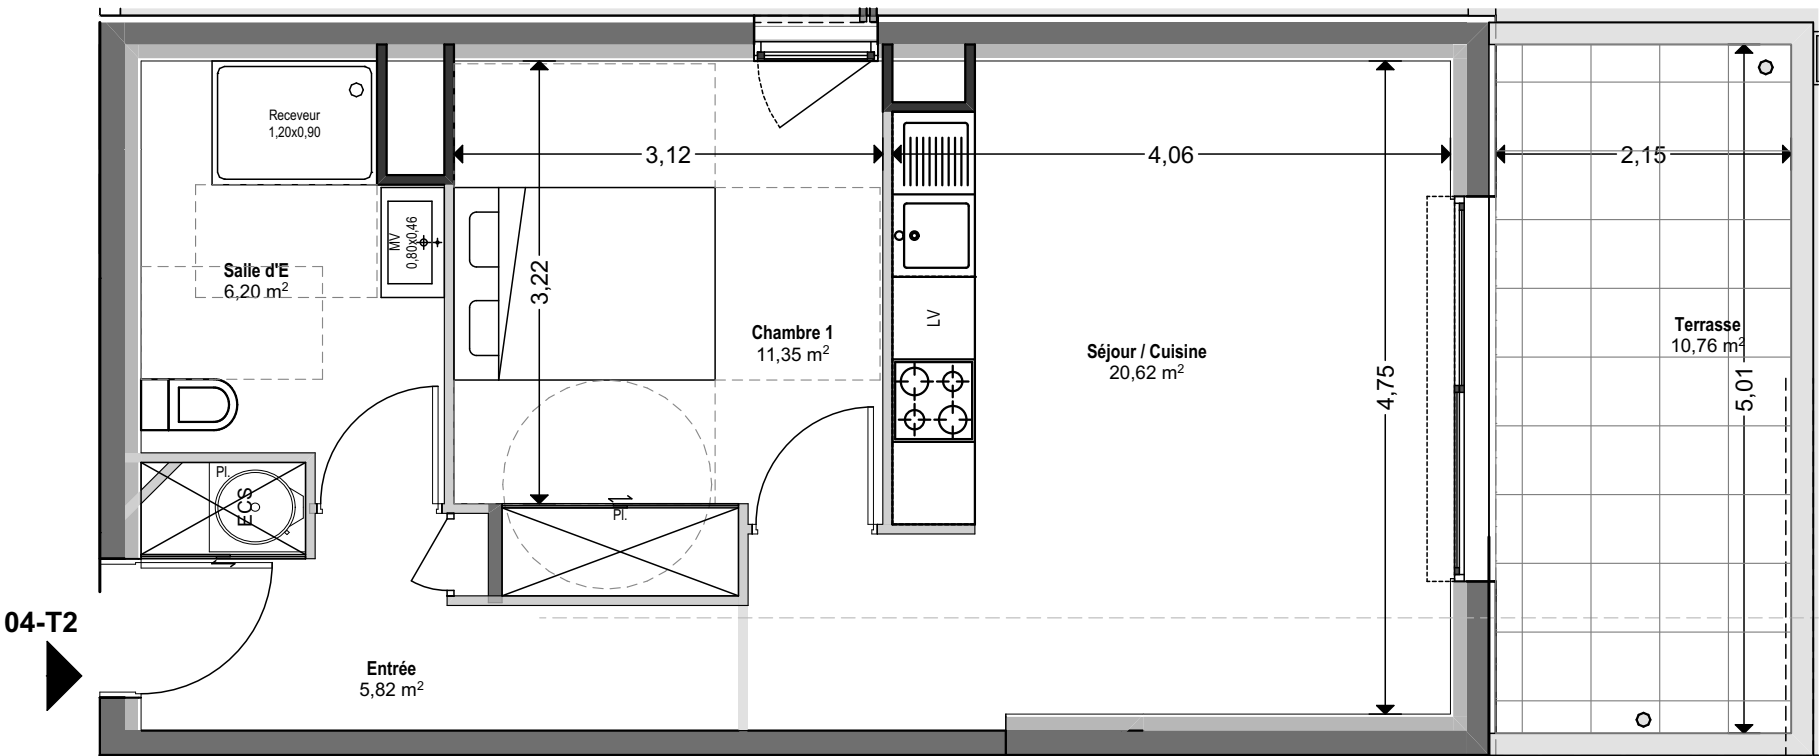 Receveur
1,20x0,90
3,12
4,06
2,15
MV
0,80x0,46
Salle d'E
6,20 m²
3,22
LV
Chambre 1
11,35 m²
Séjour / Cuisine
20,62 m²
4,75
Terrasse
10,76 m²
5,01
Pl.
ECS
Pl.
04-T2
Entrée
5,82 m²